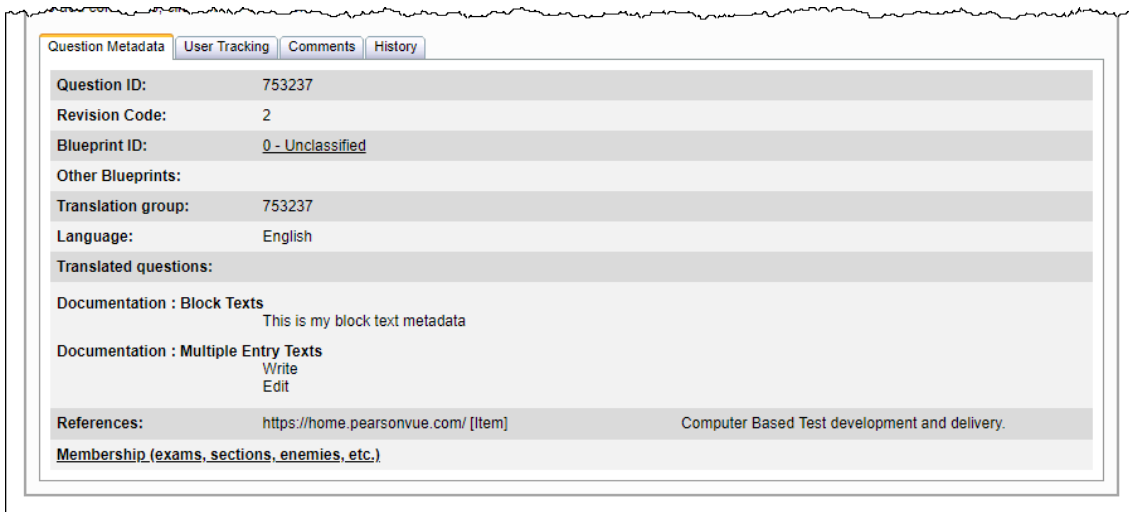 Question Metadata User Tracking Comments History
Question ID: 753237
Revision Code: 2
Blueprint ID: 0 - Unclassified
Other Blueprints:
Translation group: 753237
Language: English
Translated questions:
Documentation : Block Texts
This is my block text metadata
Documentation : Multiple Entry Texts
Write
Edit
References: https://home.pearsonvue.com/ [Item] Computer Based Test development and delivery.
Membership (exams, sections, enemies, etc.)